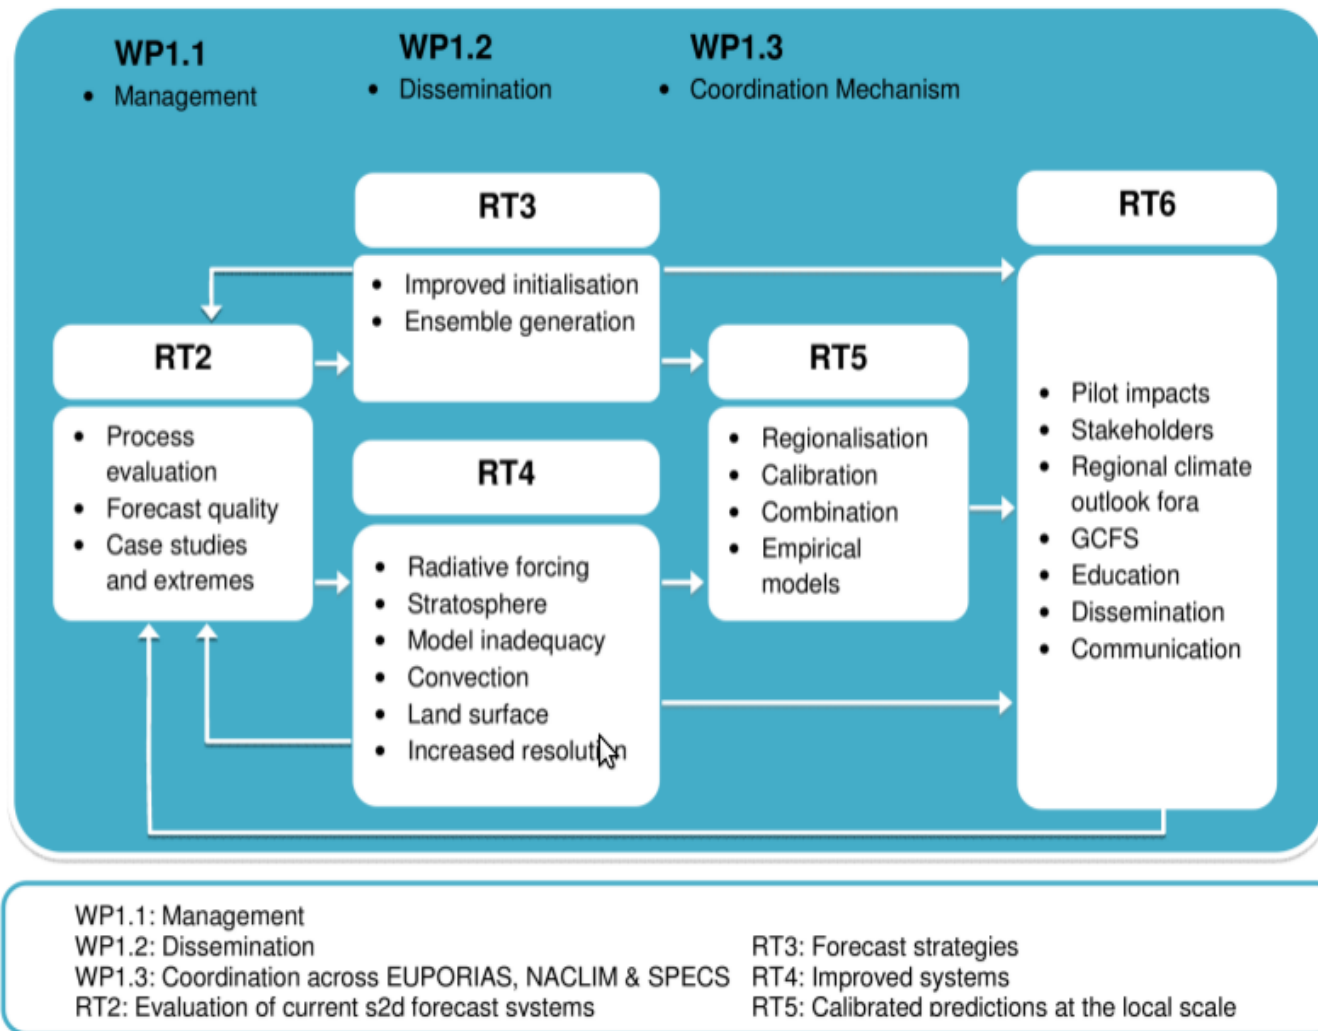 WP1.1
• Management
WP1.2
• Dissemination
WP1.3
• Coordination Mechanism
RT3
• Improved initialisation
• Ensemble generation
RT6
• Pilot impacts
• Stakeholders
• Regional climate
outlook fora
• GCFS
• Education
• Dissemination
• Communication
RT2
• Process
evaluation
• Forecast quality
• Case studies
and extremes
RT5
• Regionalisation
• Calibration
• Combination
• Empirical
models
RT4
• Radiative forcing
• Stratosphere
• Model inadequacy
• Convection
• Land surface
• Increased resolution
WP1.1: Management
WP1.2: Dissemination
WP1.3: Coordination across EUPORIAS, NACLIM & SPECS
RT2: Evaluation of current s2d forecast systems
RT3: Forecast strategies
RT4: Improved systems
RT5: Calibrated predictions at the local scale